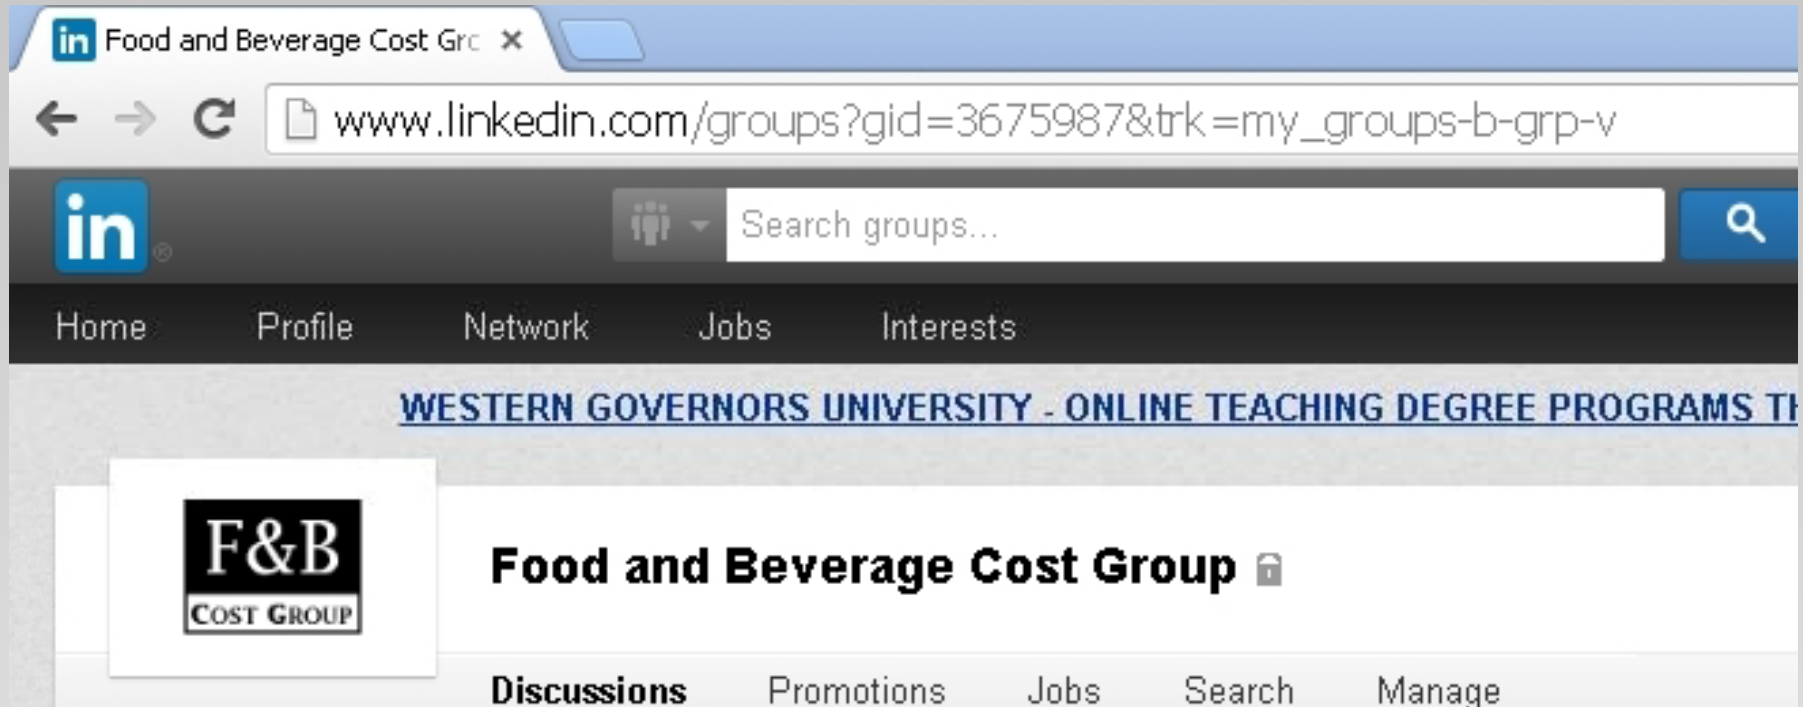 in Food and Beverage Cost Grc
www.linkedin.com/groups?gid=3675987&trk=my_groups-b-grp-v
in®
Search groups...
Home Profile Network Jobs Interests
WESTERN GOVERNORS UNIVERSITY - ONLINE TEACHING DEGREE PROGRAMS TH
F&B
COST GROUP
Food and Beverage Cost Group
Discussions Promotions Jobs Search Manage